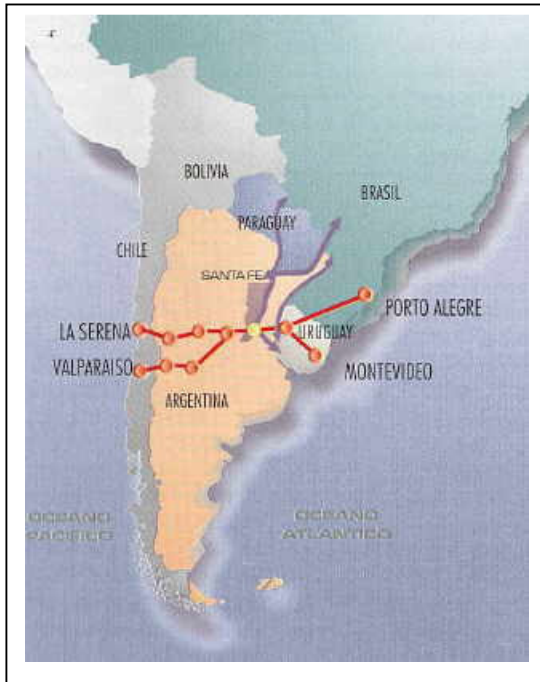 BOLIVIA
BRASIL
PARAGUAY
CHILE
SANTA FE
PORTO ALEGRE
LA SERENA
URUGUAY
VALPARAISO
MONTEVIDEO
ARGENTINA
OCEANO
PACIFICO
OCEANO
ATLANTICO